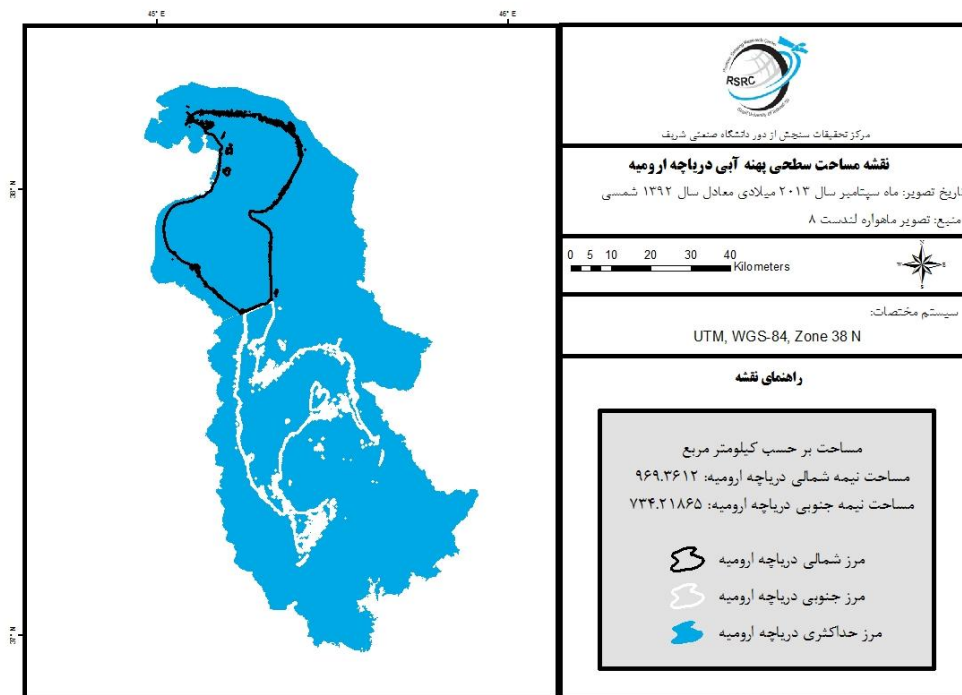 45° E
46° E
38° N
37° N
RSRC
مرکز تحقیقات سنجش از دور دانشگاه صنعتی شریف
نقشه مساحت سطحی پهنه آبی دریاچه ارومیه
تاریخ تصویر: ماه سپتامبر سال ۲۰۱۳ میلادی معادل سال ۱۳۹۲ شمسی
منبع: تصویر ماهواره لندست ۸
0 5 10 20 30 40
Kilometers
N
W
E
S
سیستم مختصات:
UTM, WGS-84, Zone 38 N
راهنمای نقشه
مساحت بر حسب کیلومتر مربع
مساحت نیمه شمالی دریاچه ارومیه: ۹۶۹.۳۶۱۲
مساحت نیمه جنوبی دریاچه ارومیه: ۷۳۴.۲۱۸۶۵
مرز شمالی دریاچه ارومیه
مرز جنوبی دریاچه ارومیه
مرز حداکثری دریاچه ارومیه